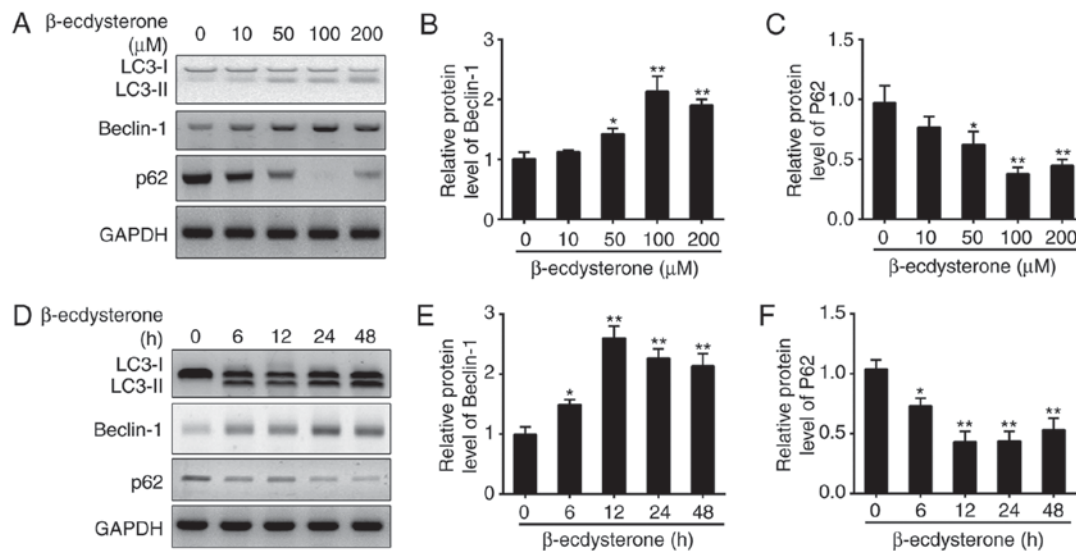 A
β-ecdysterone
(μM)
0 10 50 100 200
LC3-I
LC3-II
Beclin-1
p62
GAPDH
B
Relative protein
level of Beclin-1
3
2
1
0
*
**
**
0 10 50 100 200
β-ecdysterone (μM)
C
Relative protein
level of P62
1.5
1.0
0.5
0.0
*
**
**
0 10 50 100 200
β-ecdysterone (μM)
D
β-ecdysterone
(h)
0 6 12 24 48
LC3-I
LC3-II
Beclin-1
p62
GAPDH
E
Relative protein
level of Beclin-1
3
2
1
0
*
**
**
**
0 6 12 24 48
β-ecdysterone (h)
F
Relative protein
level of P62
1.5
1.0
0.5
0.0
*
**
**
**
0 6 12 24 48
β-ecdysterone (h)